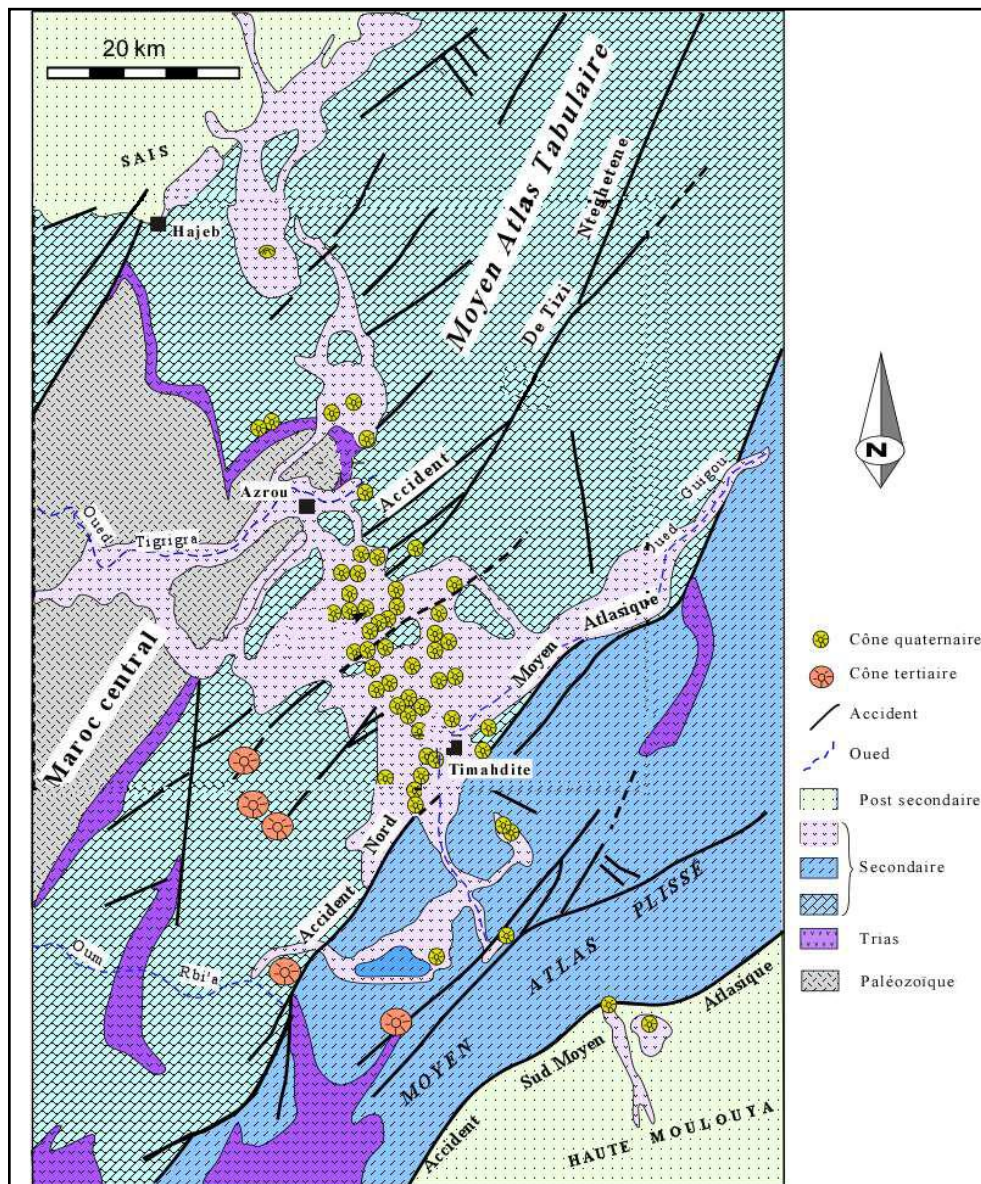 20 km
SAIS
Hajeb
Moyen Atlas Tabulaire
Nteghetene
De Tizi
Accident
Azrou
Oued
Tigrigra
Guigou
Atlasique
Moyen
Maroc central
Timahdite
Nord
Accident
Oum
Rbi'a
PLISSÉ
ATLAS
MOYEN
Atlasique
Sud Moyen
Accident
HAUTE MOULOUYA
N
Cône quaternaire
Cône tertiaire
Accident
Oued
Post secondaire
Secondaire
Trias
Paléozoïque